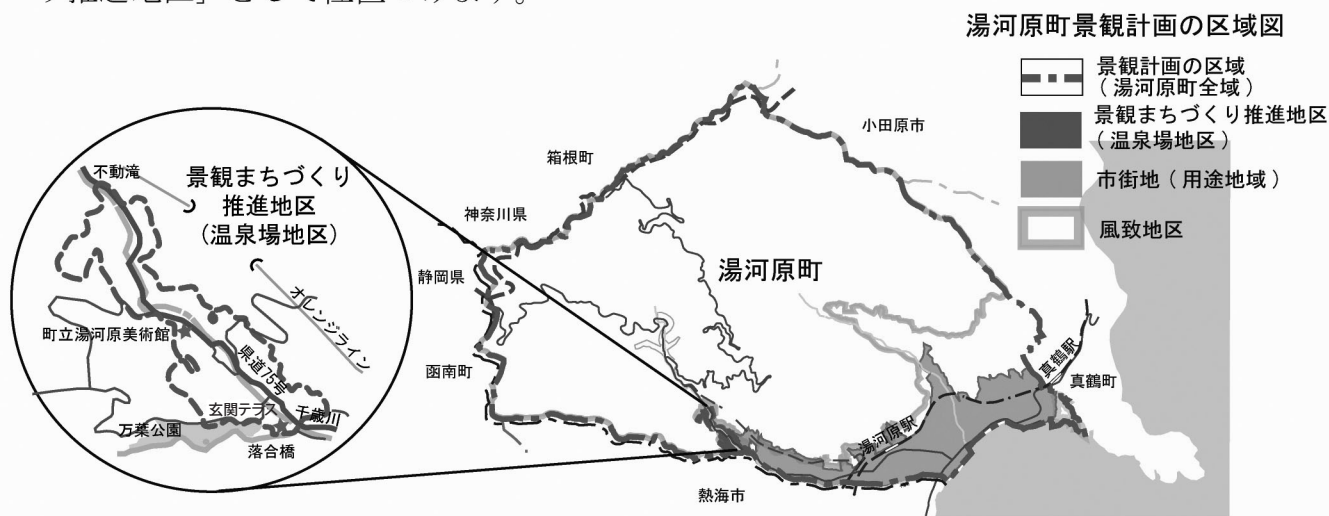 湯河原町景観計画の区域図
景観計画の区域
（湯河原町全域）
景観まちづくり推進地区
（温泉場地区）
市街地（用途地域）
風致地区
小田原市
箱根町
神奈川県
静岡県
函南町
湯河原町
真鶴駅
真鶴町
湯河原駅
熱海市
不動滝
景観まちづくり
推進地区
（温泉場地区）
オレンジライン
町立湯河原美術館
県道75号
玄関テラス
千歳川
万葉公園
落合橋